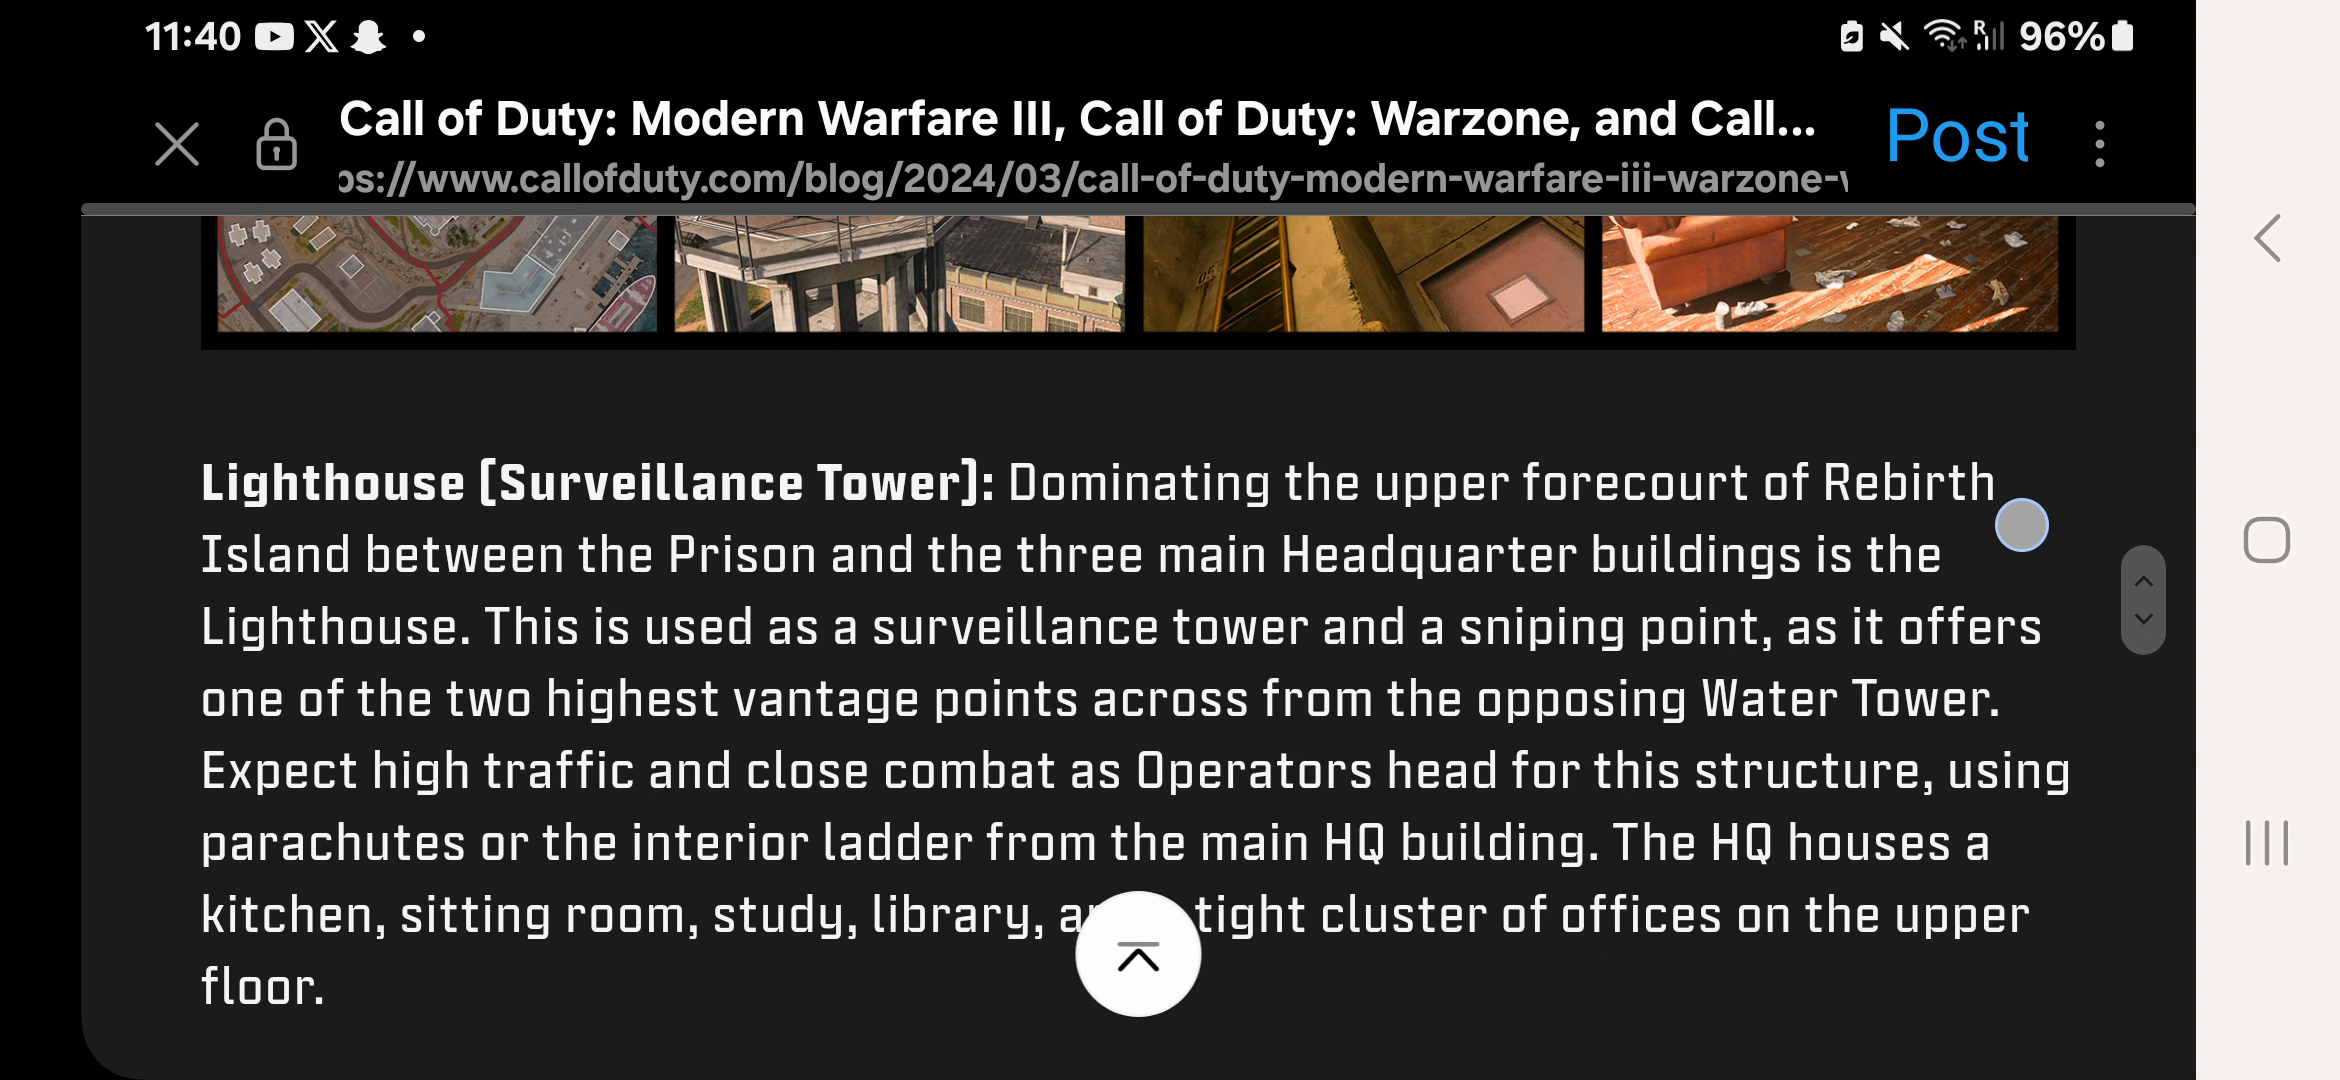 11:40
R
96%
Call of Duty: Modern Warfare III, Call of Duty: Warzone, and Call...
ps://www.callofduty.com/blog/2024/03/call-of-duty-modern-warfare-iii-warzone-
Post
05
Lighthouse (Surveillance Tower): Dominating the upper forecourt of Rebirth
Island between the Prison and the three main Headquarter buildings is the
Lighthouse. This is used as a surveillance tower and a sniping point, as it offers
one of the two highest vantage points across from the opposing Water Tower.
Expect high traffic and close combat as Operators head for this structure, using
parachutes or the interior ladder from the main HQ building. The HQ houses a
kitchen, sitting room, study, library, a tight cluster of offices on the upper
floor.